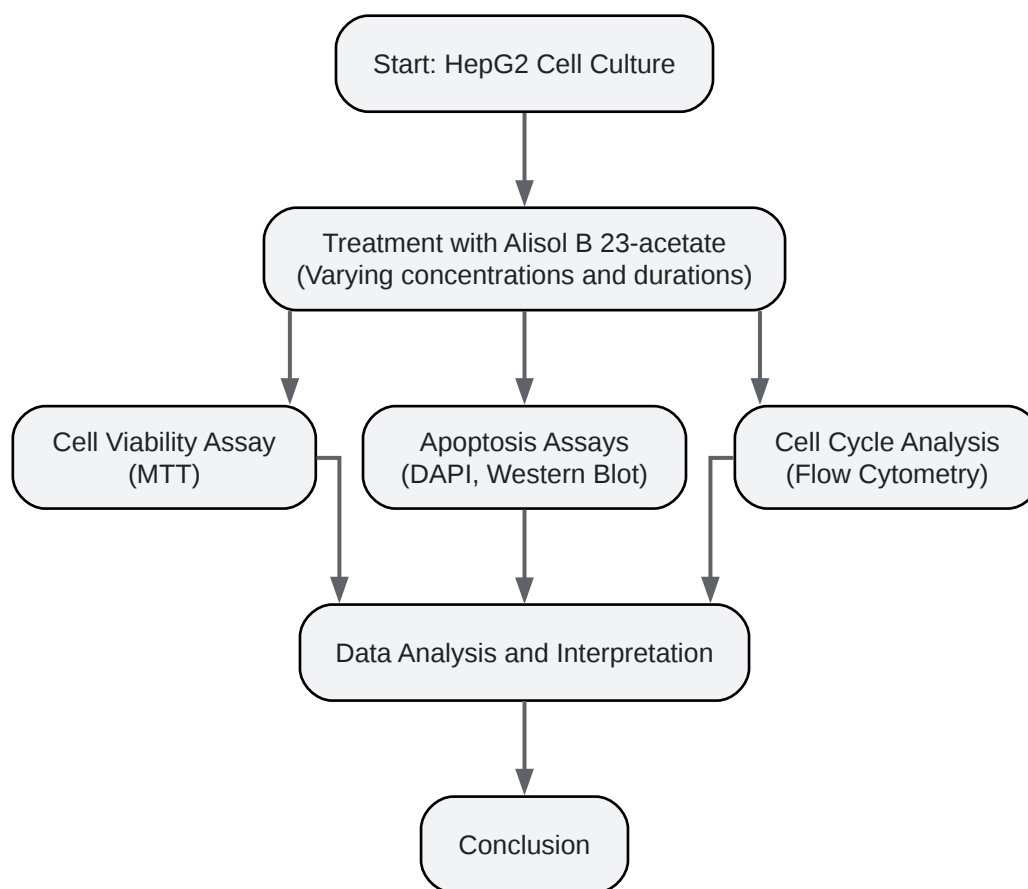 Start: HepG2 Cell Culture
Treatment with Alisol B 23-acetate
(Varying concentrations and durations)
Cell Viability Assay
(MTT)
Apoptosis Assays
(DAPI, Western Blot)
Cell Cycle Analysis
(Flow Cytometry)
Data Analysis and Interpretation
Conclusion